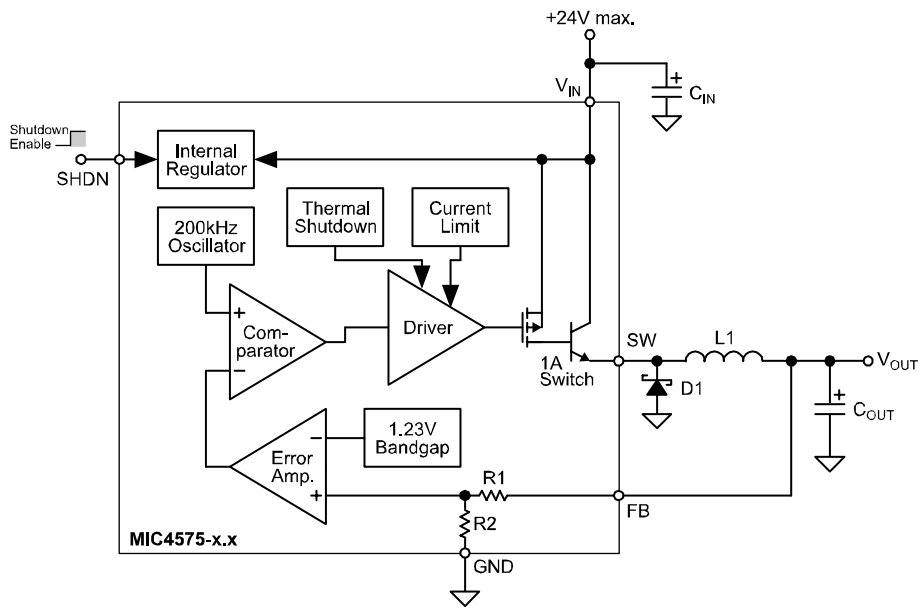 +24V max.
VIN
CIN
Shutdown
Enable
SHDN
Internal
Regulator
200kHz
Oscillator
Thermal
Shutdown
Current
Limit
+
Com-
parator
−
Driver
SW
L1
VOUT
1A
Switch
D1
+
COUT
+
1.23V
Bandgap
−
Error
Amp.
+
R1
FB
R2
MIC4575-x.x
GND